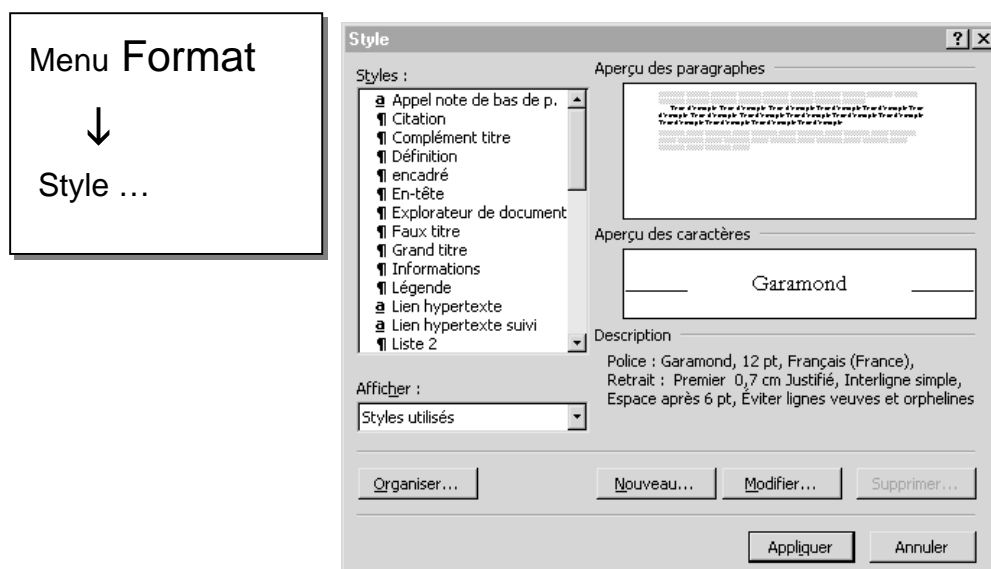 Menu Format
↓
Style …
Style
Styles :
a Appel note de bas de p.
¶ Citation
¶ Complément titre
¶ Définition
¶ encadré
¶ En-tête
¶ Explorateur de document
¶ Faux titre
¶ Grand titre
¶ Informations
¶ Légende
a Lien hypertexte
a Lien hypertexte suivi
¶ Liste 2
Afficher :
Styles utilisés
Aperçu des paragraphes
Aperçu des caractères
Garamond
Description
Police : Garamond, 12 pt, Français (France),
Retrait : Premier 0,7 cm Justifié, Interligne simple,
Espace après 6 pt, Éviter lignes veuves et orphelines
Organiser... Nouveau... Modifier... Supprimer...
Appliquer Annuler